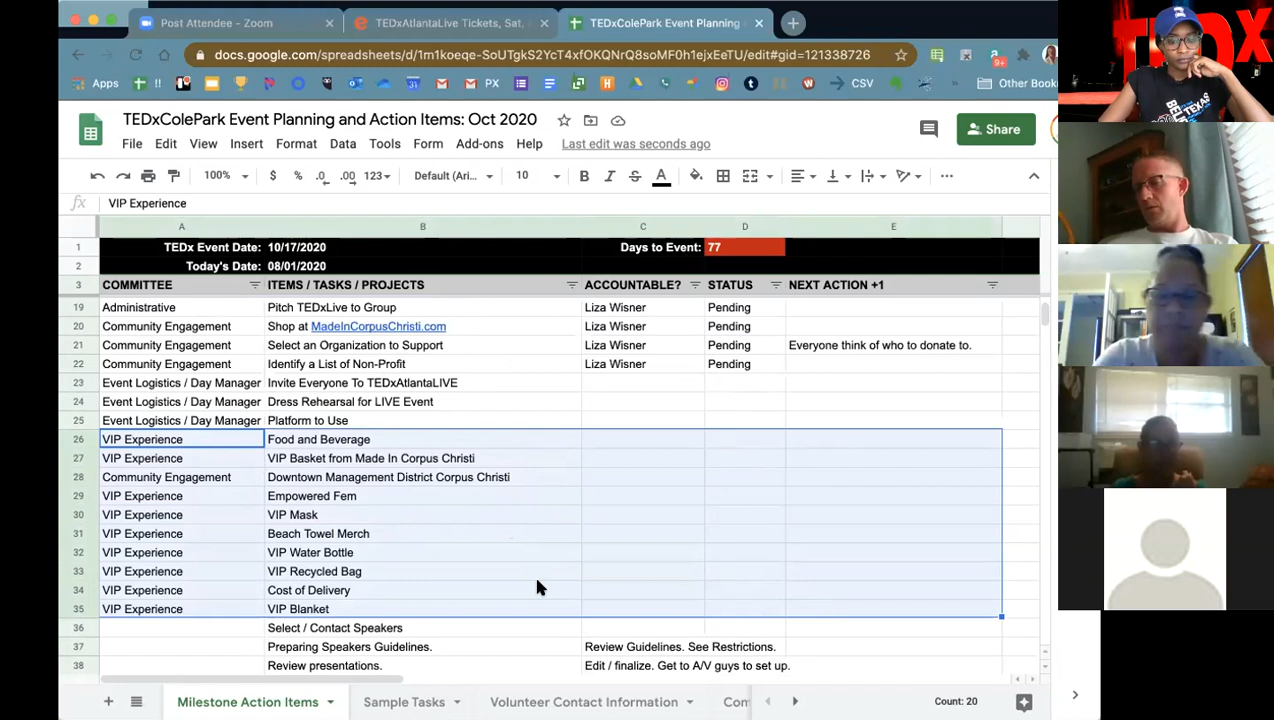 Post Attendee - Zoom
TEDxAtlantaLive Tickets, Sat,
TEDxColePark Event Planning
docs.google.com/spreadsheets/d/1m1koeqe-SoUTgkS2YcT4xfOKQNrQ8soMF0h1ejxEeTU/edit#gid=121338726
Apps !! 31 PX CSV Other Book
TEDxColePark Event Planning and Action Items: Oct 2020
File Edit View Insert Format Data Tools Form Add-ons Help Last edit was seconds ago
Share
100% $ % .0 .00 123 Default (Ari... 10 B I S A
fx VIP Experience
A B C D E
1 TEDx Event Date: 10/17/2020 Days to Event: 77
2 Today's Date: 08/01/2020
3 COMMITTEE ITEMS / TASKS / PROJECTS ACCOUNTABLE? STATUS NEXT ACTION +1
19 Administrative Pitch TEDxLive to Group Liza Wisner Pending
20 Community Engagement Shop at MadeInCorpusChristi.com Liza Wisner Pending
21 Community Engagement Select an Organization to Support Liza Wisner Pending Everyone think of who to donate to.
22 Community Engagement Identify a List of Non-Profit Liza Wisner Pending
23 Event Logistics / Day Manager Invite Everyone To TEDxAtlantaLIVE
24 Event Logistics / Day Manager Dress Rehearsal for LIVE Event
25 Event Logistics / Day Manager Platform to Use
26 VIP Experience Food and Beverage
27 VIP Experience VIP Basket from Made In Corpus Christi
28 Community Engagement Downtown Management District Corpus Christi
29 VIP Experience Empowered Fem
30 VIP Experience VIP Mask
31 VIP Experience Beach Towel Merch
32 VIP Experience VIP Water Bottle
33 VIP Experience VIP Recycled Bag
34 VIP Experience Cost of Delivery
35 VIP Experience VIP Blanket
36 Select / Contact Speakers
37 Preparing Speakers Guidelines. Review Guidelines. See Restrictions.
38 Review presentations. Edit / finalize. Get to A/V guys to set up.
Milestone Action Items Sample Tasks Volunteer Contact Information Con Count: 20
TEDX
TEXAS